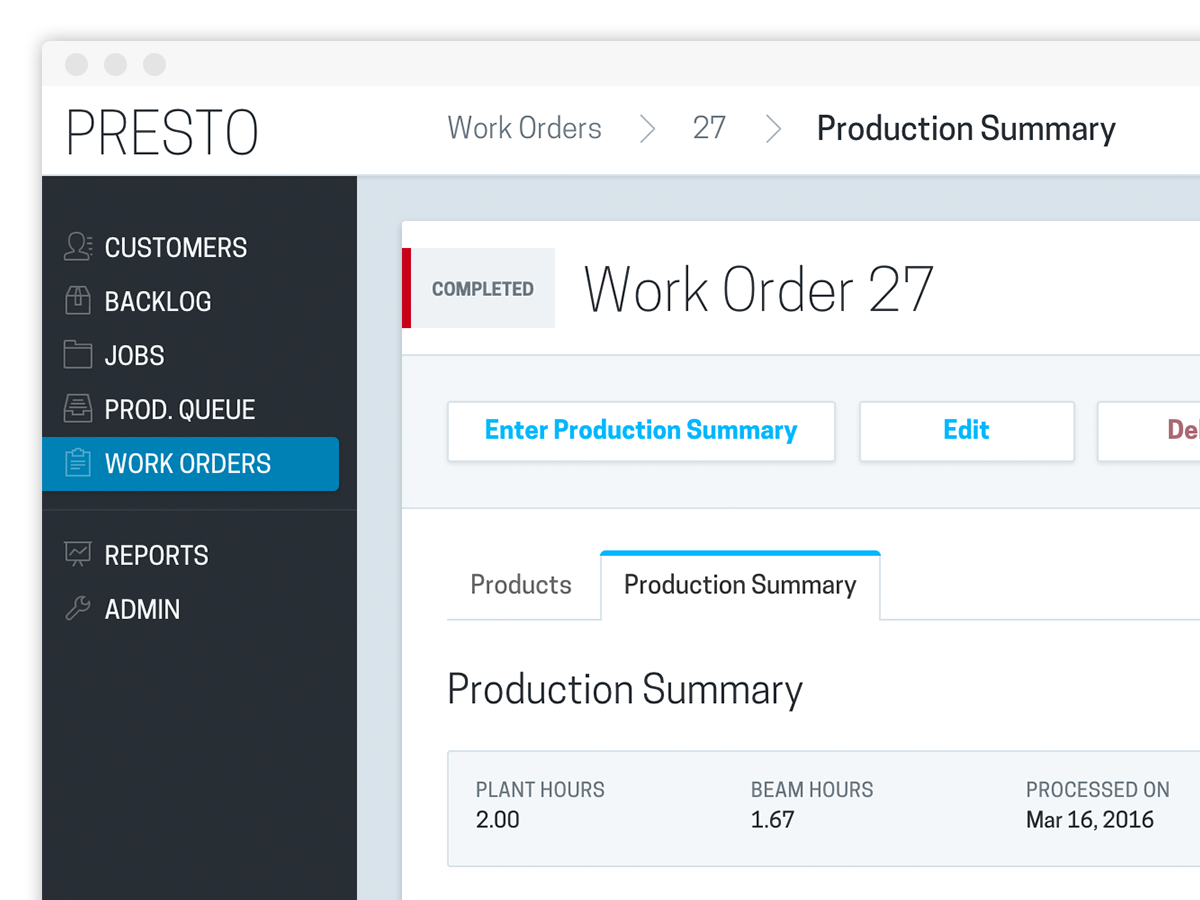 PRESTO
Work Orders 27 Production Summary
CUSTOMERS
BACKLOG
JOBS
PROD. QUEUE
WORK ORDERS
REPORTS
ADMIN
COMPLETED
Work Order 27
Enter Production Summary Edit
Products Production Summary
Production Summary
PLANT HOURS BEAM HOURS PROCESSED ON
2.00 1.67 Mar 16, 2016